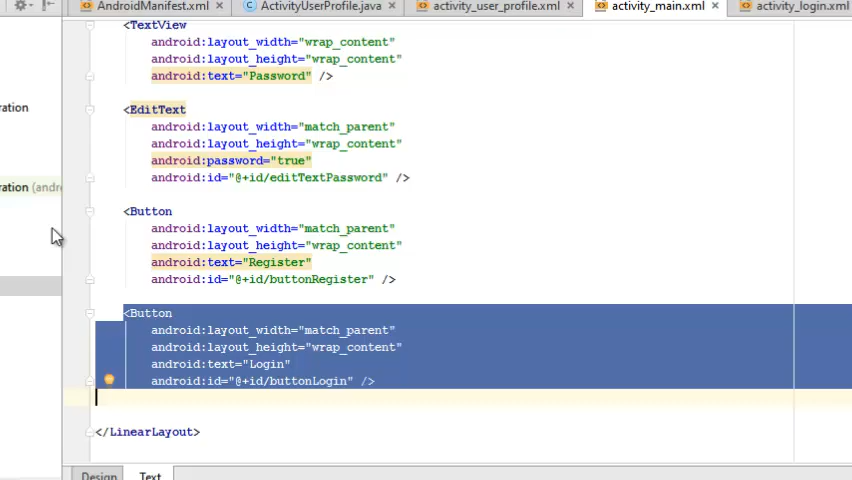 AndroidManifest.xml ActivityUserProfile.java activity_user_profile.xml activity_main.xml activity_login.xml
<TextView
android:layout_width="wrap_content"
android:layout_height="wrap_content"
android:text="Password" />
<EditText
android:layout_width="match_parent"
android:layout_height="wrap_content"
android:password="true"
android:id="@+id/editTextPassword" />
<Button
android:layout_width="match_parent"
android:layout_height="wrap_content"
android:text="Register"
android:id="@+id/buttonRegister" />
<Button
android:layout_width="match_parent"
android:layout_height="wrap_content"
android:text="Login"
android:id="@+id/buttonLogin" />
</LinearLayout>
ration
ration (andr
Design Text